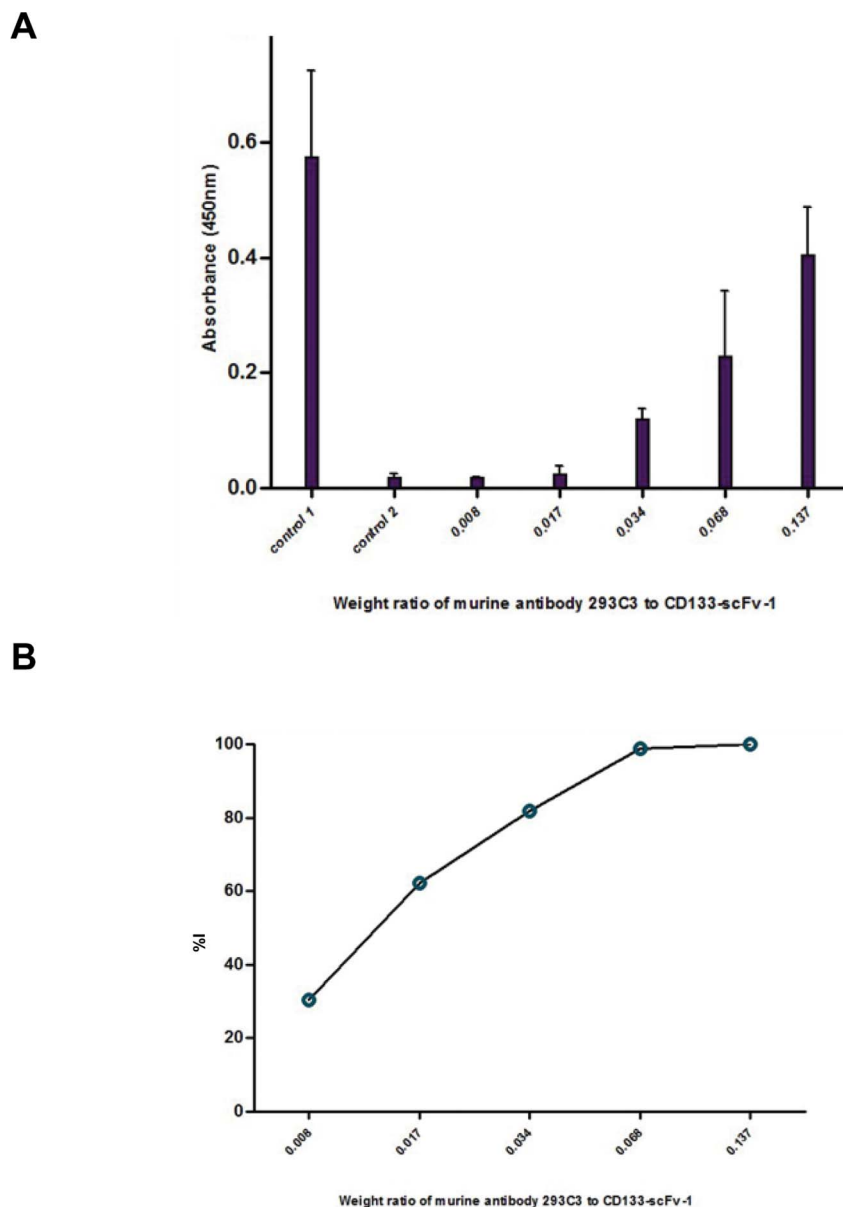 A
Absorbance (450nm)
0.6
0.4
0.2
0.0
control 1
control 2
0.008
0.017
0.034
0.068
0.137
Weight ratio of murine antibody 293C3 to CD133-scFv-1
B
%I
100
80
60
40
20
0
0.008
0.017
0.034
0.068
0.137
Weight ratio of murine antibody 293C3 to CD133-scFv-1